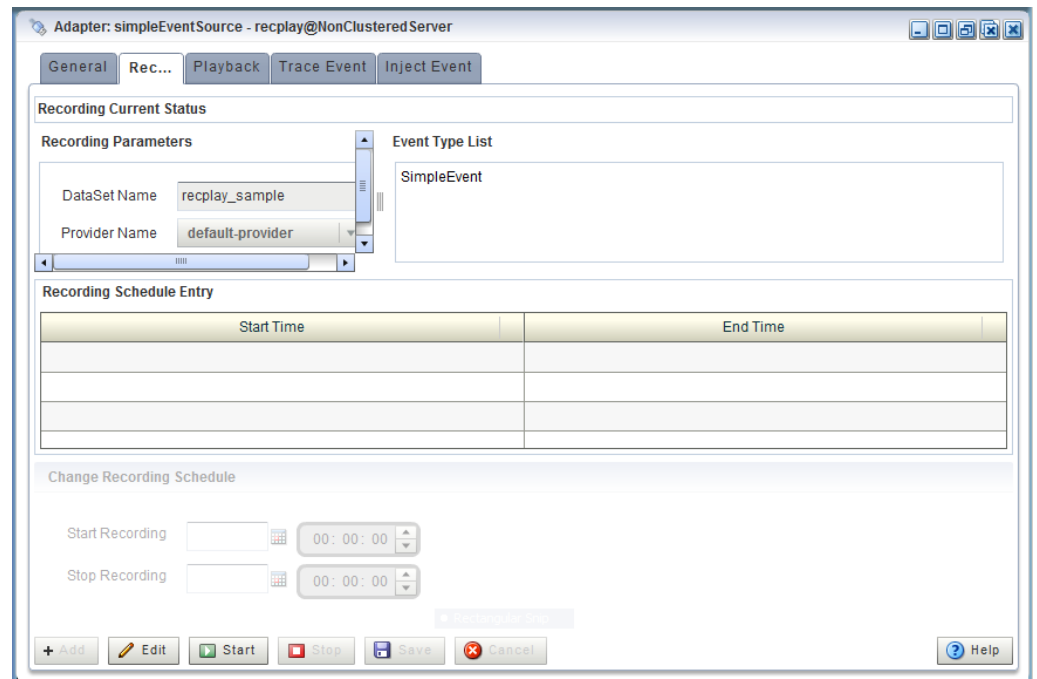 Adapter: simpleEventSource - recplay@NonClusteredServer
General Rec... Playback Trace Event Inject Event
Recording Current Status
Recording Parameters
Event Type List
DataSet Name recplay_sample
Provider Name default-provider
SimpleEvent
Recording Schedule Entry
Start Time End Time
Change Recording Schedule
Start Recording 00: 00: 00
Stop Recording 00: 00: 00
Rectangular Snip
+ Add Edit Start Stop Save Cancel ? Help